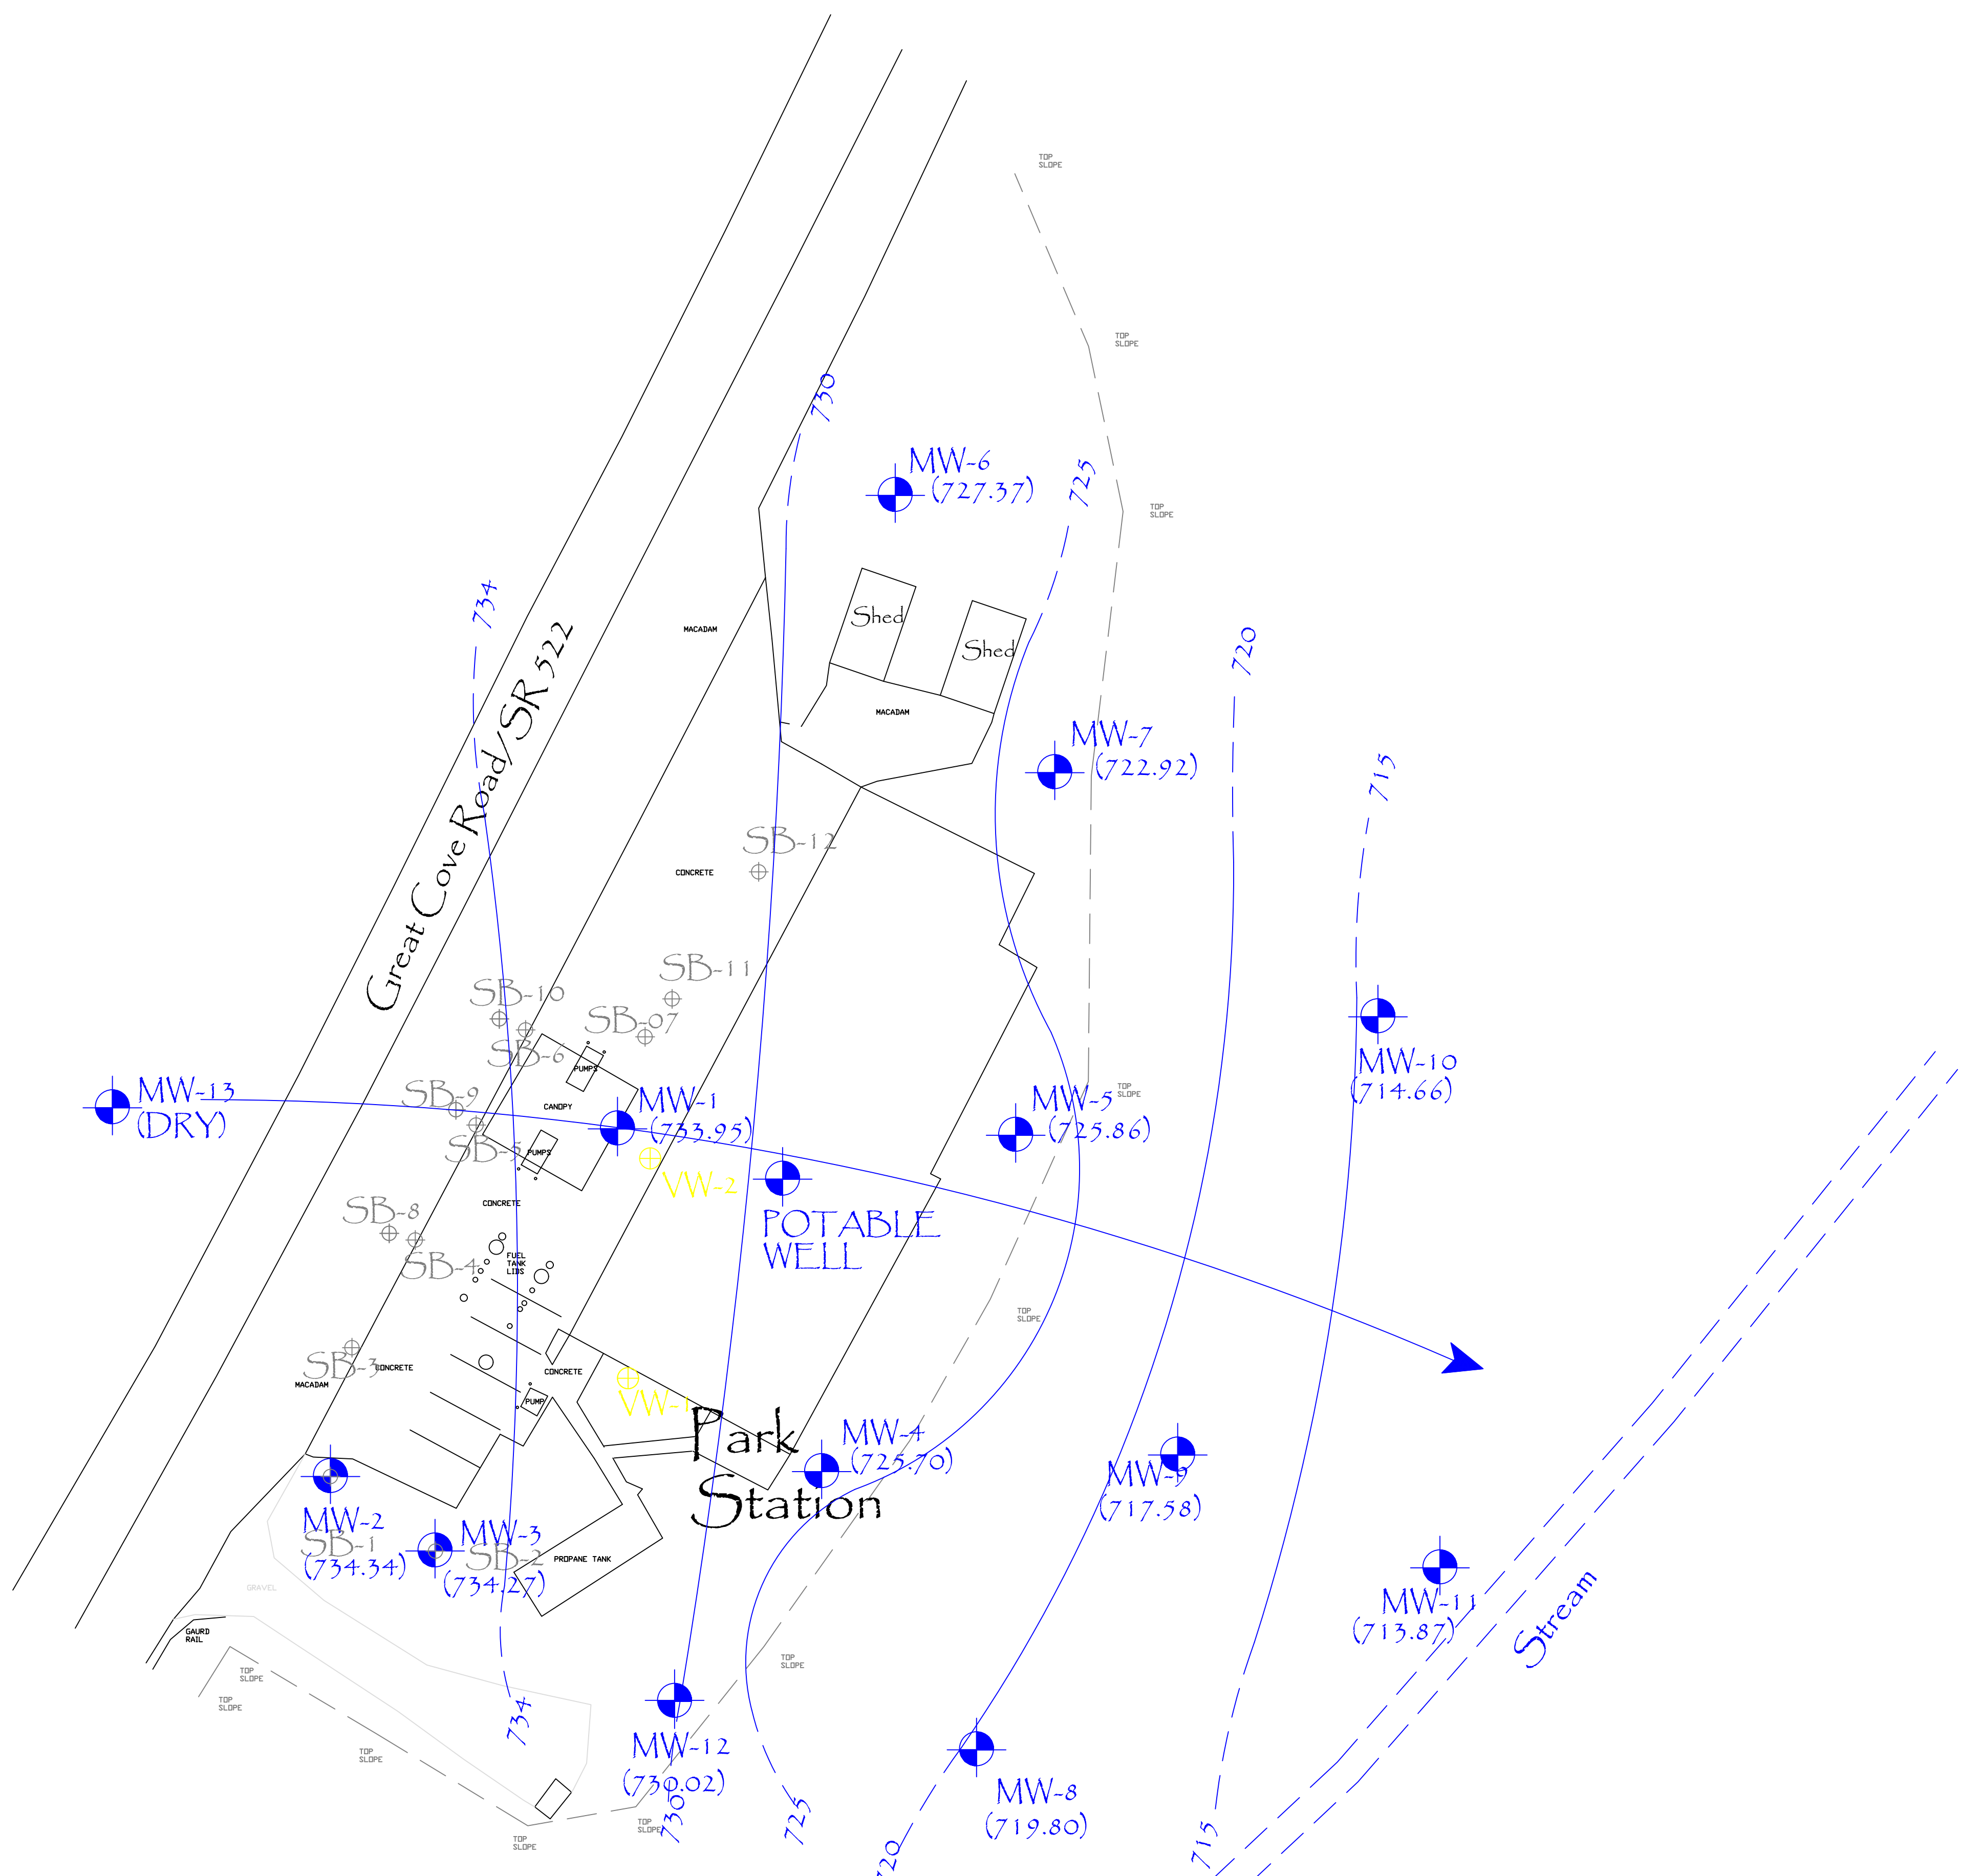 TOP
SLOPE
TOP
SLOPE
730
MW-6
(727.37)
725
TOP
SLOPE
734
Shed
Shed
MACADAM
720
Great Cove Road/SR 522
MACADAM
MW-7
(722.92)
715
SB-12
CONCRETE
SB-11
SB-10
SB-07
SB-6
PUMPS
MW-10
(714.66)
MW-13
(DRY)
SB-9
CANOPY
MW-1
(733.95)
MW-5
(725.86)
TOP
SLOPE
SB-5
PUMPS
VW-2
CONCRETE
SB-8
POTABLE
WELL
SB-4
FUEL
TANK
LIDS
TOP
SLOPE
SB-3
CONCRETE
MACADAM
CONCRETE
PUMP
VW-1
Park
Station
MW-4
(725.70)
MW-9
(717.58)
MW-2
SB-1
(734.34)
MW-3
SB-2
(734.27)
PROPANE TANK
GRAVEL
MW-11
(713.87)
Stream
GAURD
RAIL
TOP
SLOPE
TOP
SLOPE
TOP
SLOPE
734
MW-12
(730.02)
TOP
SLOPE
MW-8
(719.80)
730
725
TOP
SLOPE
TOP
SLOPE
720
715